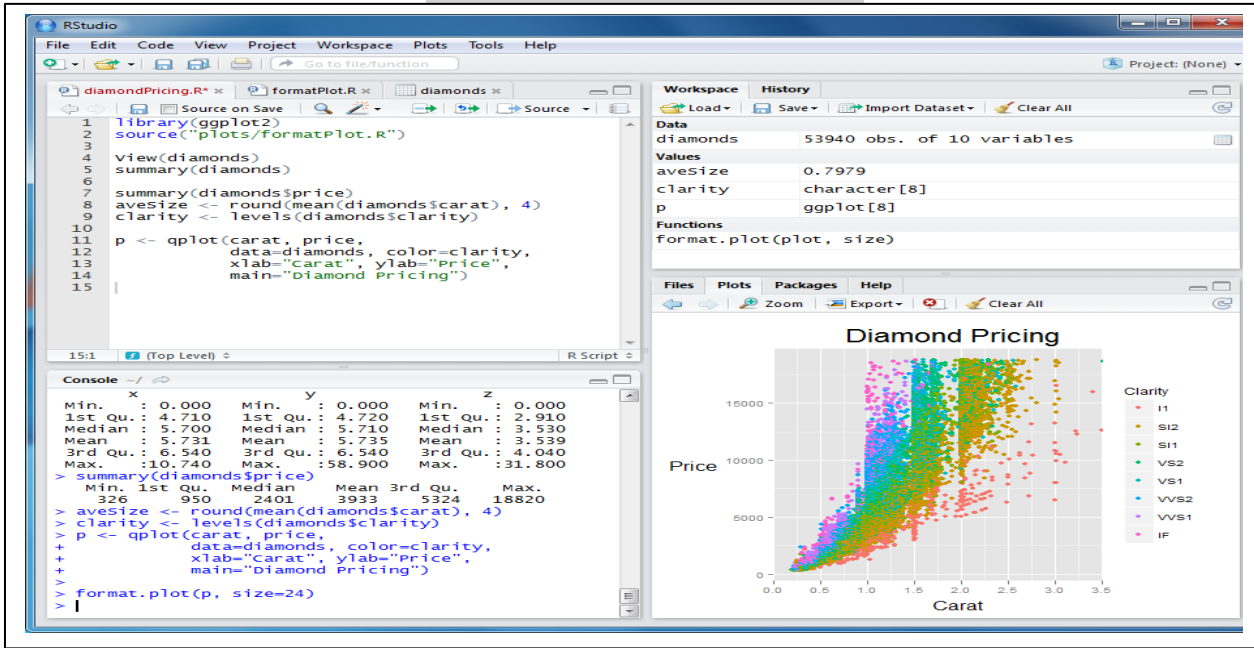 RStudio
File Edit Code View Project Workspace Plots Tools Help
Go to file/function
Project: (None)
diamondPricing.R* formatPlot.R diamonds
Source on Save Source
1 library(ggplot2)
2 source("plots/formatPlot.R")
3
4 View(diamonds)
5 summary(diamonds)
6
7 summary(diamonds$price)
8 aveSize <- round(mean(diamonds$carat), 4)
9 clarity <- levels(diamonds$clarity)
10
11 p <- qplot(carat, price,
12 data=diamonds, color=clarity,
13 xlab="Carat", ylab="Price",
14 main="Diamond Pricing")
15
15:1 (Top Level) R Script
Console ~/
x y z
Min. : 0.000 Min. : 0.000 Min. : 0.000
1st Qu.: 4.710 1st Qu.: 4.720 1st Qu.: 2.910
Median : 5.700 Median : 5.710 Median : 3.530
Mean : 5.731 Mean : 5.735 Mean : 3.539
3rd Qu.: 6.540 3rd Qu.: 6.540 3rd Qu.: 4.040
Max. :10.740 Max. :58.900 Max. :31.800
> summary(diamonds$price)
Min. 1st Qu. Median Mean 3rd Qu. Max.
326 950 2401 3933 5324 18820
> aveSize <- round(mean(diamonds$carat), 4)
> clarity <- levels(diamonds$clarity)
> p <- qplot(carat, price,
+ data=diamonds, color=clarity,
+ xlab="Carat", ylab="Price",
+ main="Diamond Pricing")
>
> format.plot(p, size=24)
>
Workspace History
Load Save Import Dataset Clear All
Data
diamonds 53940 obs. of 10 variables
Values
aveSize 0.7979
clarity character[8]
p ggplot[8]
Functions
format.plot(plot, size)
Files Plots Packages Help
Zoom Export Clear All
Diamond Pricing
Price
15000
10000
5000
0
0.0 0.5 1.0 1.5 2.0 2.5 3.0 3.5
Carat
Clarity
I1
SI2
SI1
VS2
VS1
VVS2
VVS1
IF